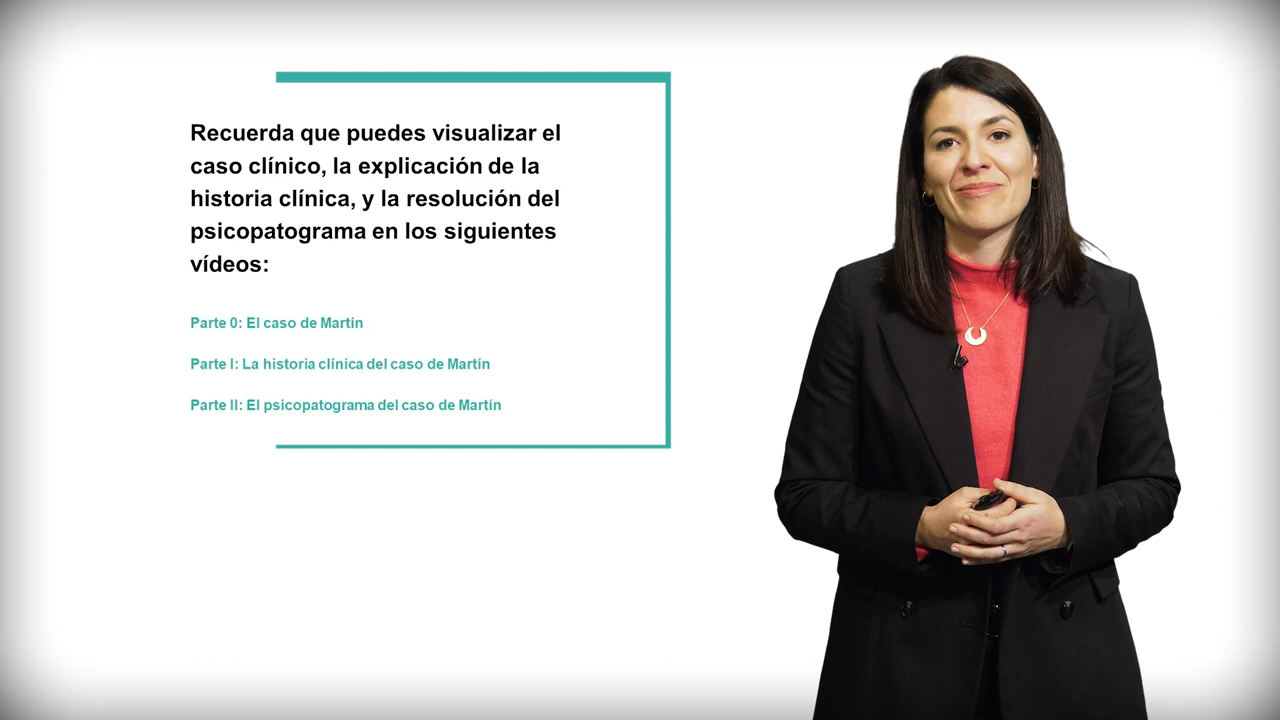 Recuerda que puedes visualizar el
caso clínico, la explicación de la
historia clínica, y la resolución del
psicopatograma en los siguientes
vídeos:
Parte 0: El caso de Martín
Parte I: La historia clínica del caso de Martín
Parte II: El psicopatograma del caso de Martín